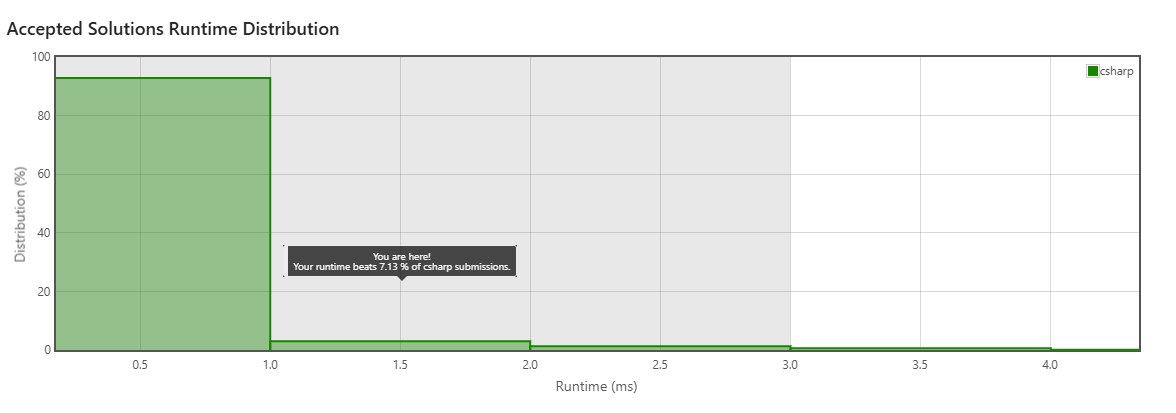 Accepted Solutions Runtime Distribution
100
csharp
80
60
Distribution (%)
40
You are here!
Your runtime beats 7.13 % of csharp submissions.
20
0
0.5 1.0 1.5 2.0 2.5 3.0 3.5 4.0
Runtime (ms)